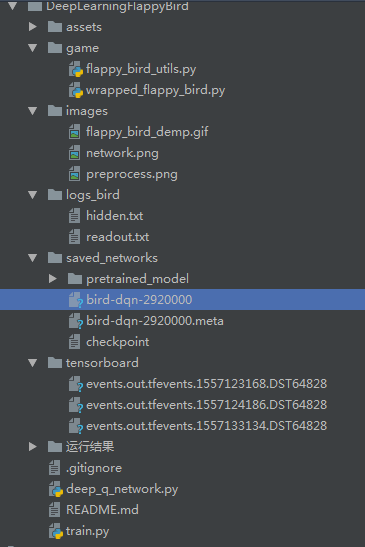 DeepLearningFlappyBird
assets
game
flappy_bird_utils.py
wrapped_flappy_bird.py
images
flappy_bird_demp.gif
network.png
preprocess.png
logs_bird
hidden.txt
readout.txt
saved_networks
pretrained_model
bird-dqn-2920000
bird-dqn-2920000.meta
checkpoint
tensorboard
events.out.tfevents.1557123168.DST64828
events.out.tfevents.1557124186.DST64828
events.out.tfevents.1557133134.DST64828
运行结果
.gitignore
deep_q_network.py
README.md
train.py